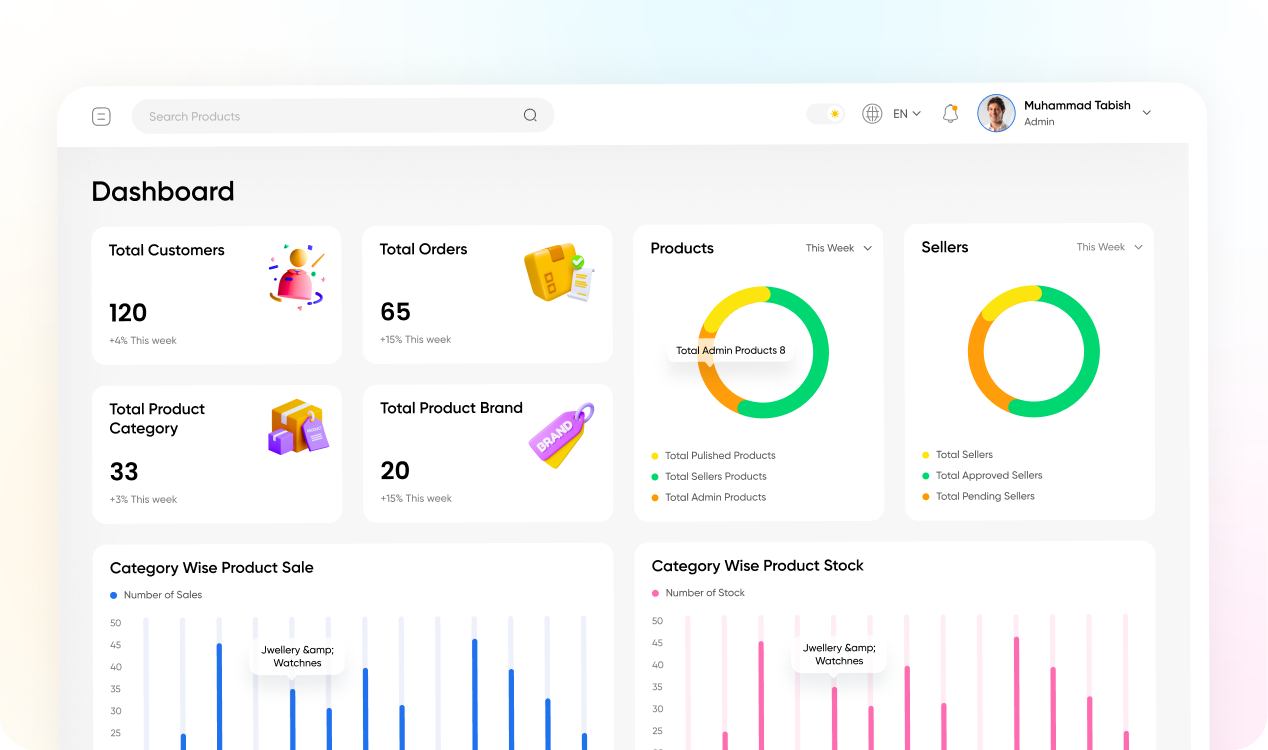 Search Products
EN
Muhammad Tabish
Admin
Dashboard
Total Customers
120
+4% This week
Total Orders
65
+15% This week
Products
This Week
Total Admin Products 8
Total Pulished Products
Total Sellers Products
Total Admin Products
Sellers
This Week
Total Sellers
Total Approved Sellers
Total Pending Sellers
Total Product
Category
33
+3% This week
Total Product Brand
BRAND
20
+15% This week
Category Wise Product Sale
Number of Sales
50
45
40
35
30
25
Jwellery &amp;amp;
Watchnes
Category Wise Product Stock
Number of Stock
50
45
40
35
30
25
Jwellery &amp;amp;
Watchnes